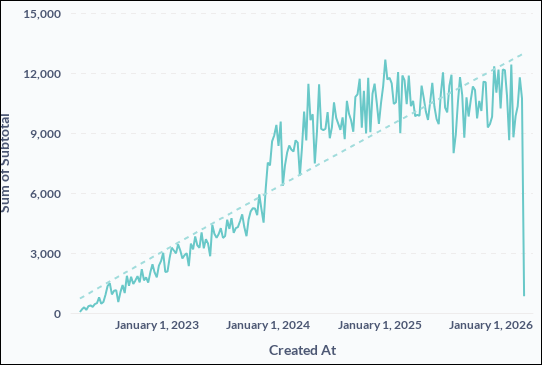 15,000
12,000
9,000
6,000
3,000
0
Sum of Subtotal
January 1, 2023
January 1, 2024
January 1, 2025
January 1, 2026
Created At